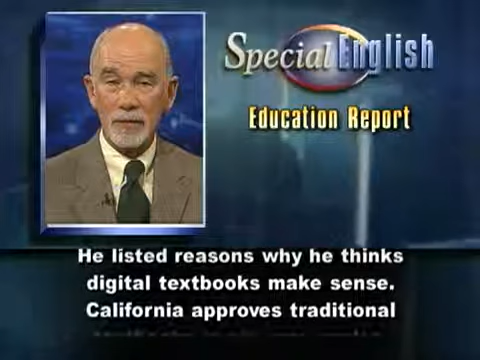 Special English
Education Report
He listed reasons why he thinks
digital textbooks make sense.
California approves traditional